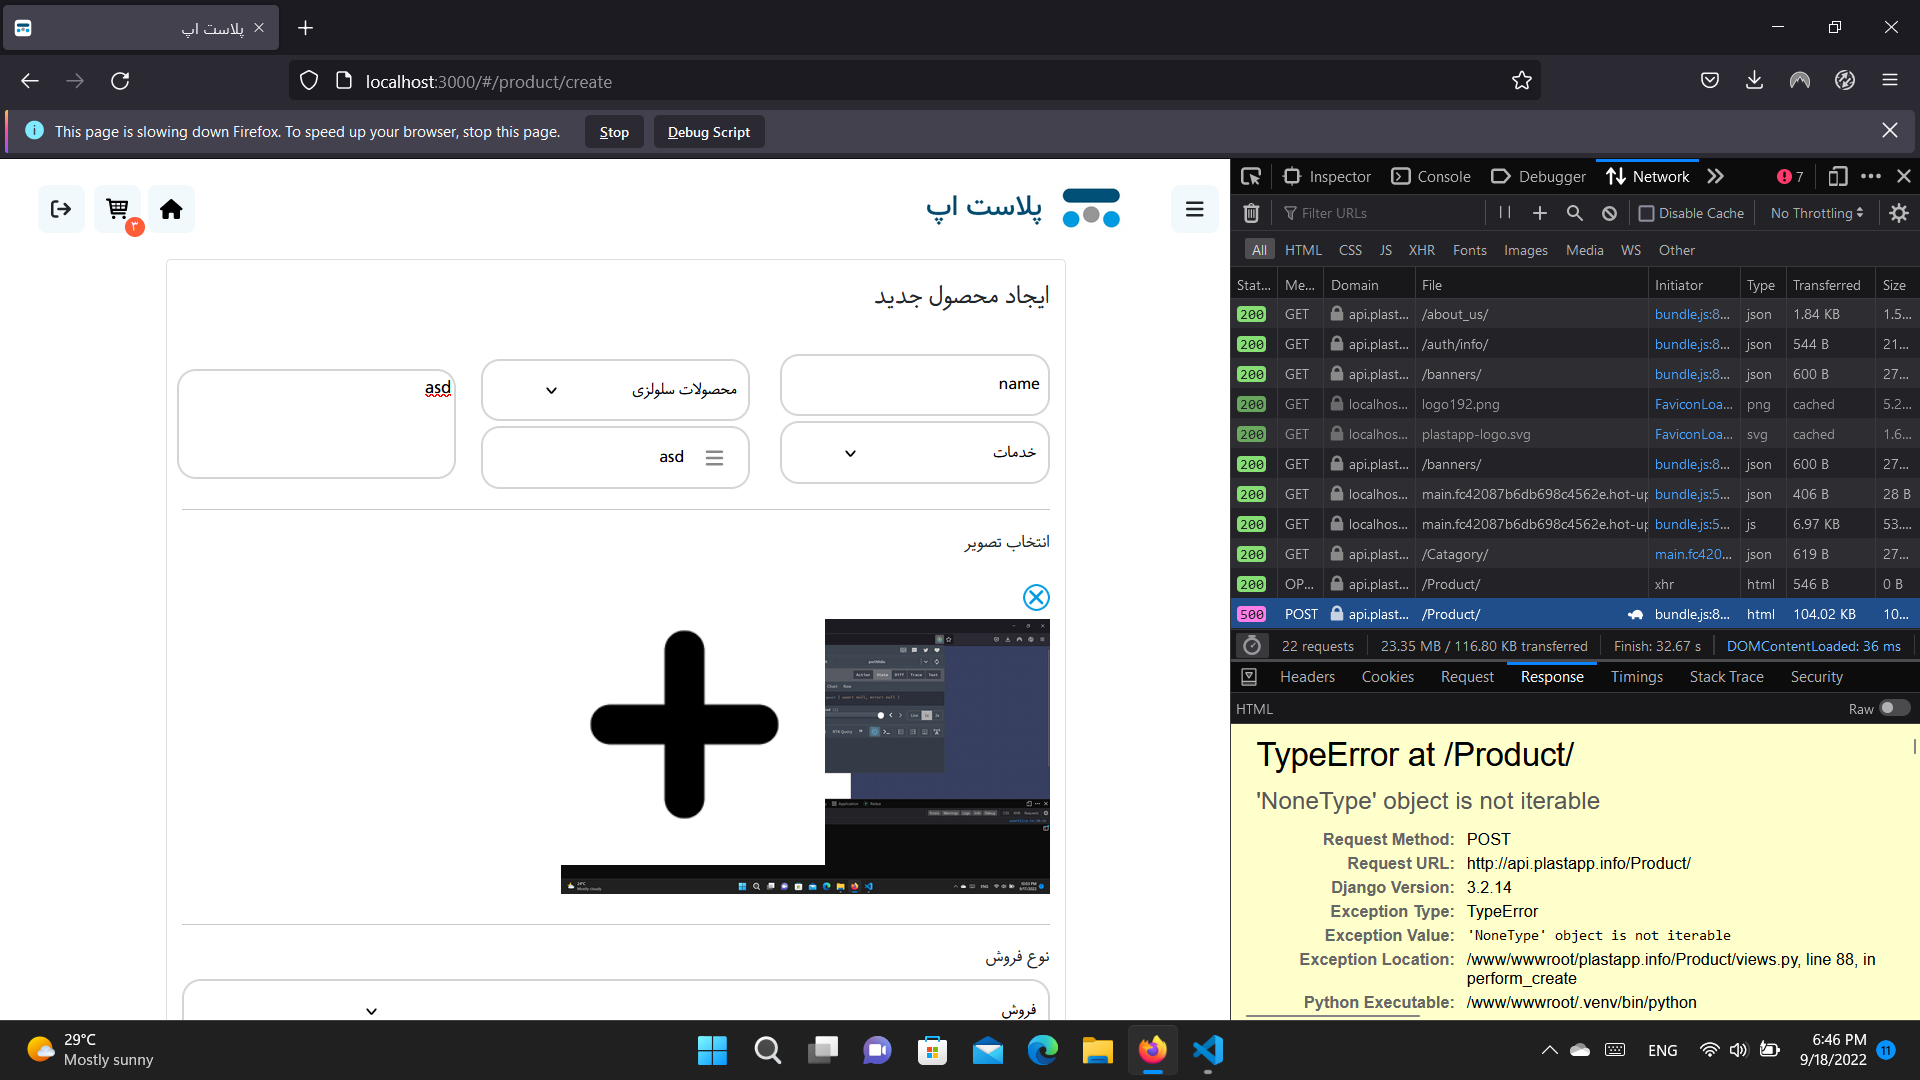 پلاست اپ
localhost:3000/#/product/create
This page is slowing down Firefox. To speed up your browser, stop this page.
Stop
Debug Script
پلاست اپ
۳
ایجاد محصول جدید
name
محصولات سلولزی
asd
خدمات
asd
انتخاب تصویر
نوع فروش
فروش
Inspector
Console
Debugger
Network
7
Filter URLs
Disable Cache
No Throttling
All HTML CSS JS XHR Fonts Images Media WS Other
Stat... Me... Domain File Initiator Type Transferred Size
200 GET api.plast... /about_us/ bundle.js:8... json 1.84 KB 1.5...
200 GET api.plast... /auth/info/ bundle.js:8... json 544 B 21...
200 GET api.plast... /banners/ bundle.js:8... json 600 B 27...
200 GET localhos... logo192.png FaviconLoa... png cached 5.2...
200 GET localhos... plastapp-logo.svg FaviconLoa... svg cached 1.6...
200 GET api.plast... /banners/ bundle.js:8... json 600 B 27...
200 GET localhos... main.fc42087b6db698c4562e.hot-up bundle.js:5... json 406 B 28 B
200 GET localhos... main.fc42087b6db698c4562e.hot-up bundle.js:5... js 6.97 KB 53....
200 GET api.plast... /Catagory/ main.fc420... json 619 B 27...
200 OP... api.plast... /Product/ xhr html 546 B 0 B
500 POST api.plast... /Product/ bundle.js:8... html 104.02 KB 10...
22 requests 23.35 MB / 116.80 KB transferred Finish: 32.67 s DOMContentLoaded: 36 ms
Headers Cookies Request Response Timings Stack Trace Security
HTML
Raw
TypeError at /Product/
'NoneType' object is not iterable
Request Method: POST
Request URL: http://api.plastapp.info/Product/
Django Version: 3.2.14
Exception Type: TypeError
Exception Value: 'NoneType' object is not iterable
Exception Location: /www/wwwroot/plastapp.info/Product/views.py, line 88, in
perform_create
Python Executable: /www/wwwroot/.venv/bin/python
29°C
Mostly sunny
ENG
6:46 PM
9/18/2022
11